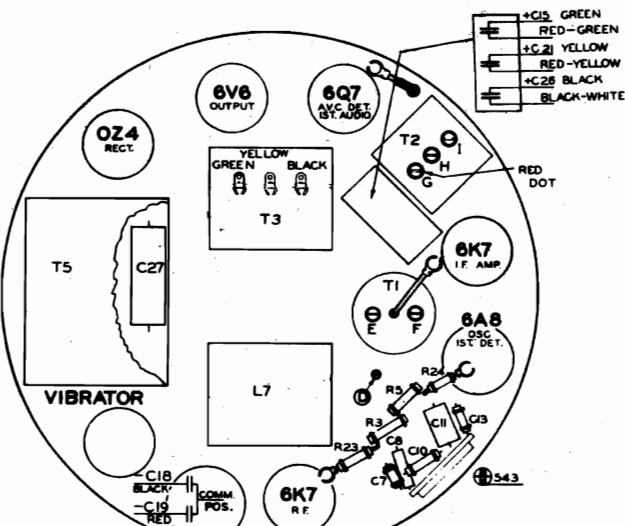 +C15 GREEN
RED-GREEN
+C21 YELLOW
RED-YELLOW
+C26 BLACK
BLACK-WHITE
6V6
OUTPUT
6Q7
A.V.C. DET.
1ST. AUDIO
OZ4
RECT.
T2
I
H
G
RED
DOT
YELLOW
GREEN BLACK
T3
6K7
I.F. AMP.
T5
C27
T1
E
F
6A8
OSC
1ST. DET.
L7
R24
R5
D
VIBRATOR
R3
C11
C13
R23
C8
C10
C7
543
-C18
BLACK
COMM.
POS.
-C19
RED
6K7
R.F.